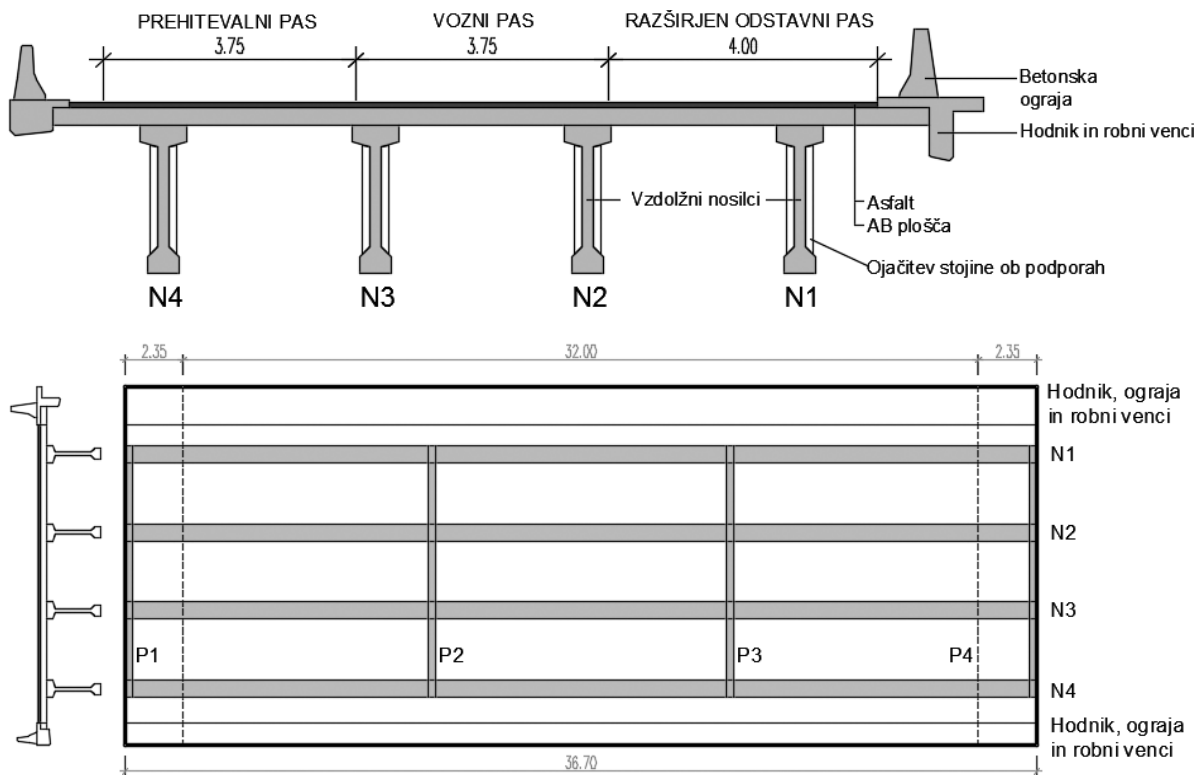 PREHITEVALNI PAS
VOZNI PAS
RAZŠIRJEN ODSTAVNI PAS
3.75
3.75
4.00
Betonska
ograja
Hodnik in robni venci
Vzdolžni nosilci
Asfalt
AB plošča
Ojačitev stojine ob podporah
N4
N3
N2
N1
2.35
32.00
2.35
Hodnik, ograja
in robni venci
N1
N2
N3
P1
P2
P3
P4
N4
Hodnik, ograja
in robni venci
36.70